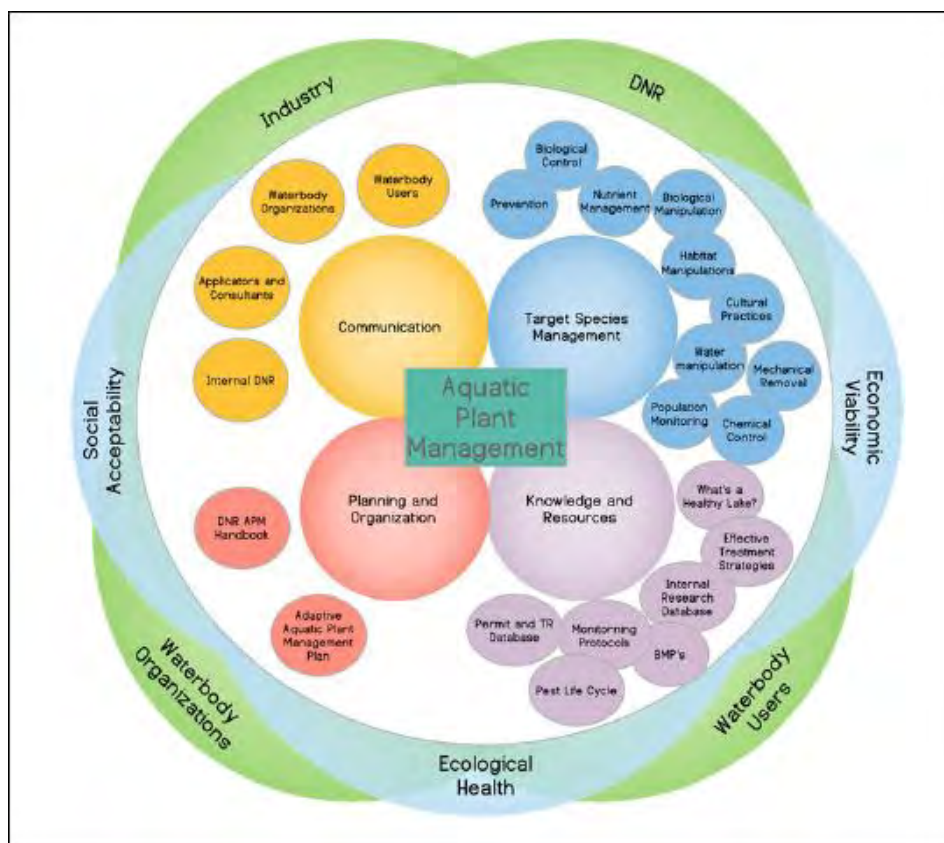 Industry
DNR
Biological
Control
Waterbody
Users
Waterbody
Organizations
Prevention
Nutrient
Management
Biological
Manipulation
Habitat
Manipulations
Applicators and
Consultants
Cultural
Practices
Communication
Target Species
Management
Water
manipulation
Mechanical
Removal
Internal DNR
Population
Monitoring
Chemical
Control
Social
Acceptability
Economic
Viability
Aquatic
Plant
Management
Planning and
Organization
Knowledge and
Resources
What's a
Healthy Lake?
DNR APM
Handbook
Effective
Treatment
Strategies
Internal
Research
Database
Adaptive
Aquatic Plant
Management
Plan
Permit and TR
Database
Monitorning
Protocols
BMP's
Pest Life Cycle
Waterbody
Organizations
Waterbody
Users
Ecological
Health